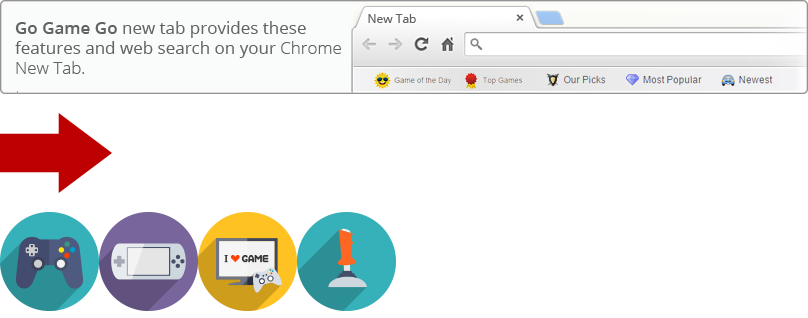 Go Game Go new tab provides these
features and web search on your Chrome
New Tab.
New Tab
Game of the Day Top Games Our Picks Most Popular Newest
I GAME